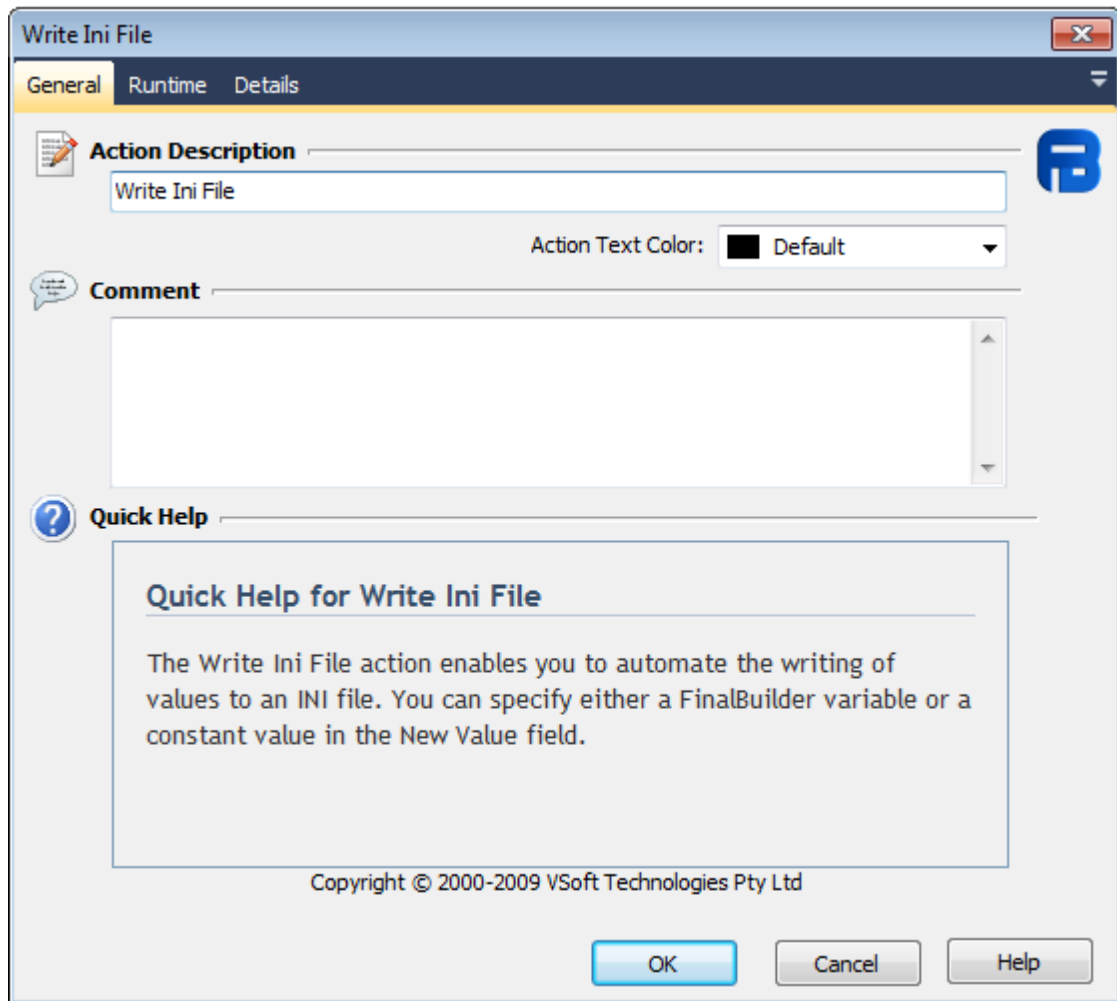 Write Ini File
General Runtime Details
Action Description
Write Ini File
Action Text Color: Default
Comment
Quick Help
Quick Help for Write Ini File
The Write Ini File action enables you to automate the writing of
values to an INI file. You can specify either a FinalBuilder variable or a
constant value in the New Value field.
Copyright © 2000-2009 VSoft Technologies Pty Ltd
OK Cancel Help